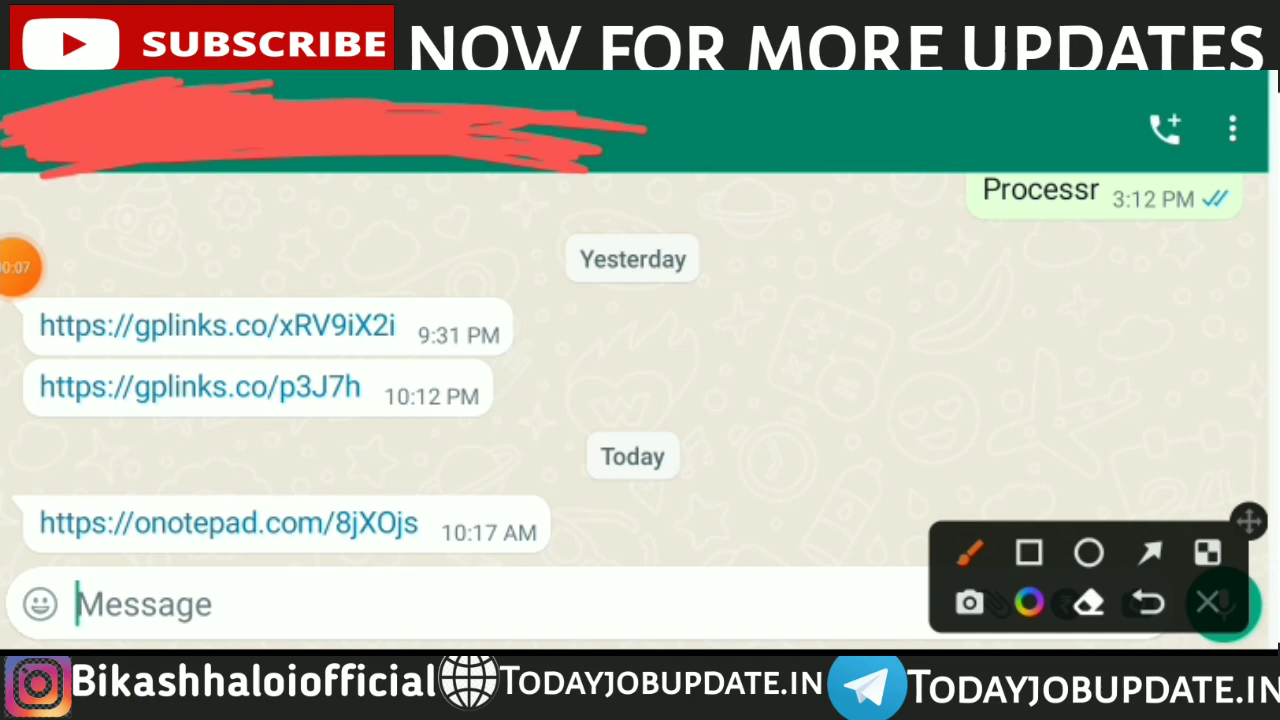 SUBSCRIBE NOW FOR MORE UPDATES
Processr 3:12 PM
Yesterday
00:07
https://gplinks.co/xRV9iX2i 9:31 PM
https://gplinks.co/p3J7h 10:12 PM
Today
https://onotepad.com/8jXOjs 10:17 AM
Message
Bikashhaloiofficial TODAYJOBUPDATE.IN TODAYJOBUPDATE.IN